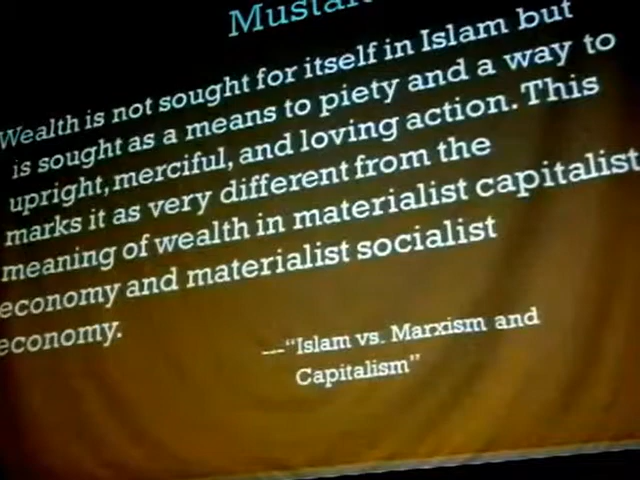 Wealth is not sought for itself in Islam but
is sought as a means to piety and a way to
upright, merciful, and loving action. This
marks it as very different from the
meaning of wealth in materialist capitalist
economy and materialist socialist
economy.
---"Islam vs. Marxism and
Capitalism"